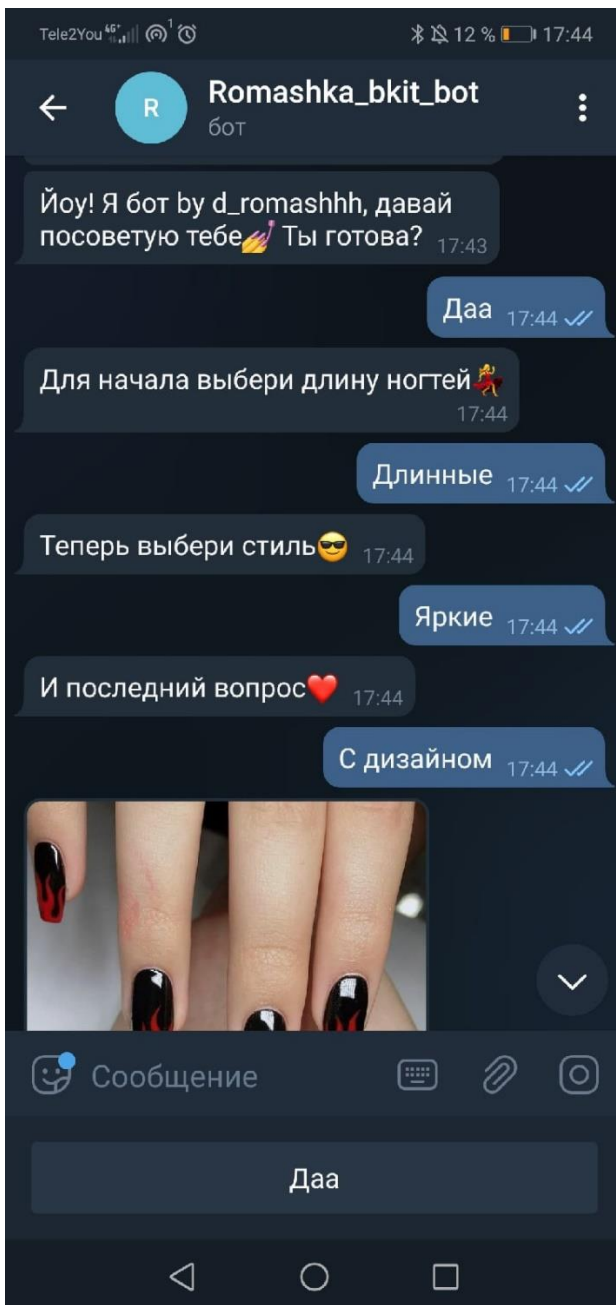 Tele2You 4G+ 1 12 % 17:44
R
Romashka_bkit_bot
бот
Йоу! Я бот by d_romashhh, давай
посоветую тебе💅 Ты готова? 17:43
Даа 17:44
Для начала выбери длину ногтей💃
17:44
Длинные 17:44
Теперь выбери стиль😎 17:44
Яркие 17:44
И последний вопрос❤️ 17:44
С дизайном 17:44
Сообщение
Даа